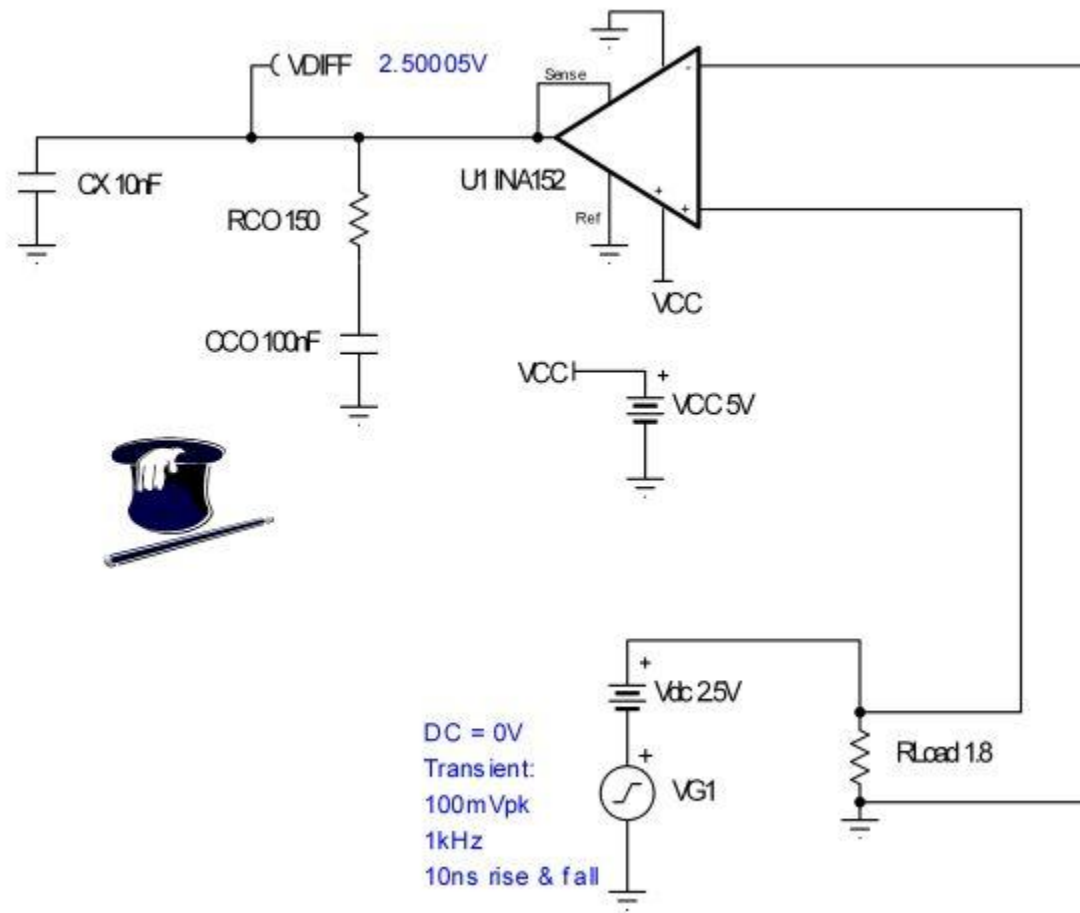 VDIFF 2.50005V
Sense
-
CX 10nF
U1 INA152
RCO 150
Ref
+
+
VCC
CCO 100nF
VCC
+
VCC 5V
+
Vdc 2.5V
DC = 0V
Transient:
100mVpk
1kHz
10ns rise & fall
+
VG1
RLoad 1.8